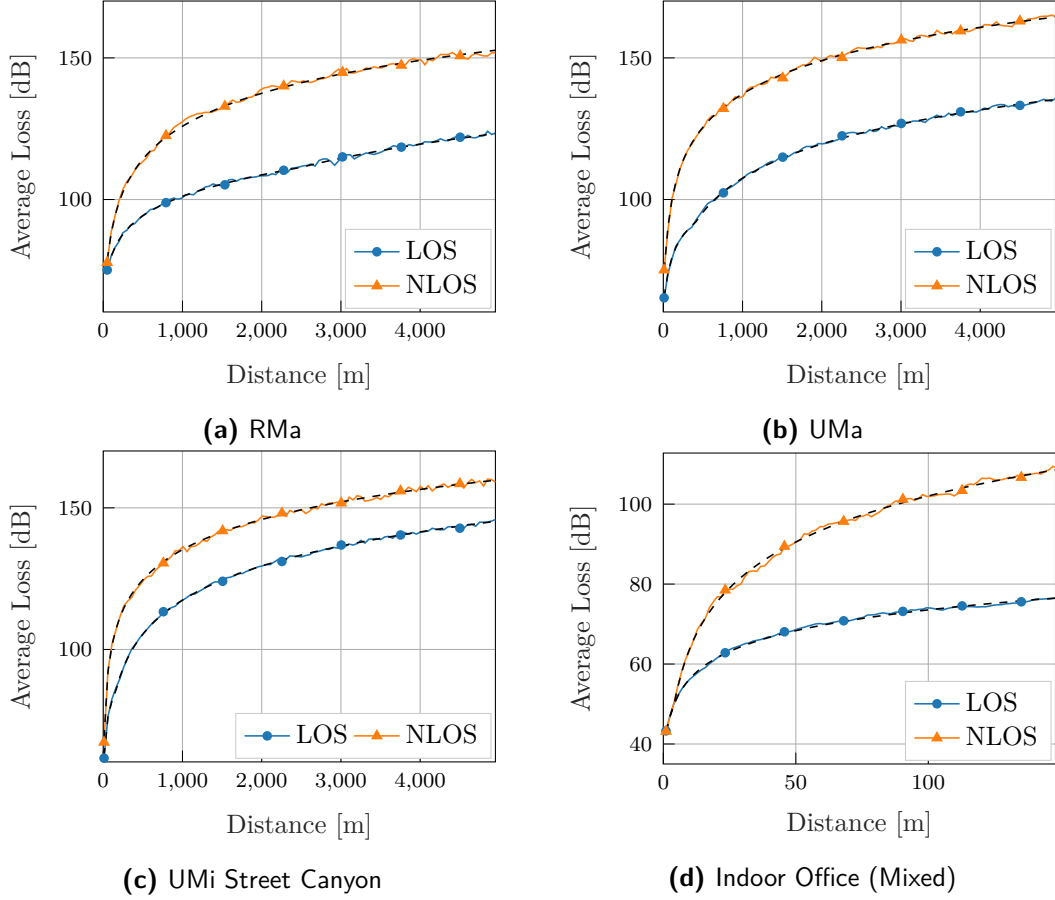 Average Loss [dB]
150
100
LOS
NLOS
0
1,000
2,000
3,000
4,000
Distance [m]
(a) RMa
Average Loss [dB]
150
100
LOS
NLOS
0
1,000
2,000
3,000
4,000
Distance [m]
(b) UMa
Average Loss [dB]
150
100
LOS NLOS
0
1,000
2,000
3,000
4,000
Distance [m]
(c) UMi Street Canyon
Average Loss [dB]
100
80
60
40
LOS
NLOS
0
50
100
Distance [m]
(d) Indoor Office (Mixed)